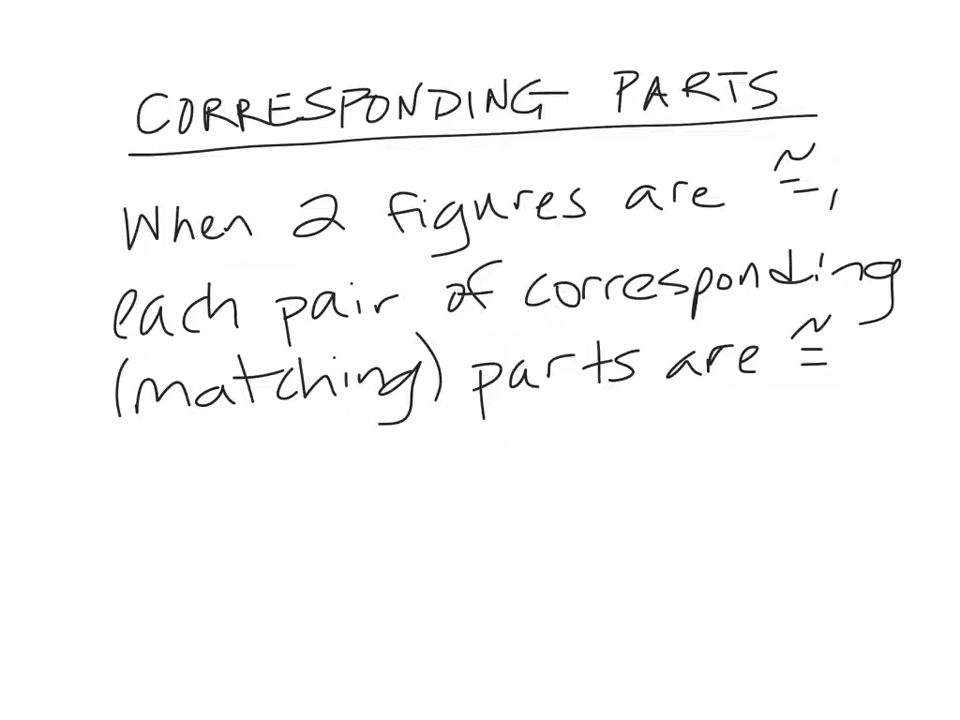 CORRESPONDING PARTS
When 2 figures are ≅,
each pair of corresponding
(matching) parts are ≅